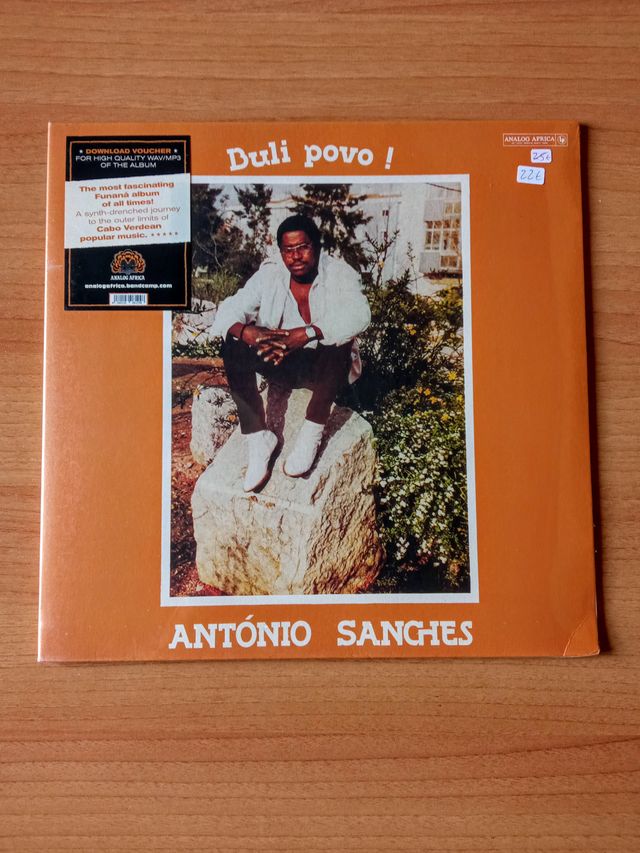 ★ DOWNLOAD VOUCHER ★
FOR HIGH QUALITY WAV/MP3
OF THE ALBUM
The most fascinating
Funaná album
of all times!
A synth-drenched journey
to the outer limits of
Cabo Verdean
popular music. ★★★★★
ANALOG AFRICA
analogafrica.bandcamp.com
Buli povo !
ANALOG AFRICA
25€
22€
ANTÓNIO SANCHES